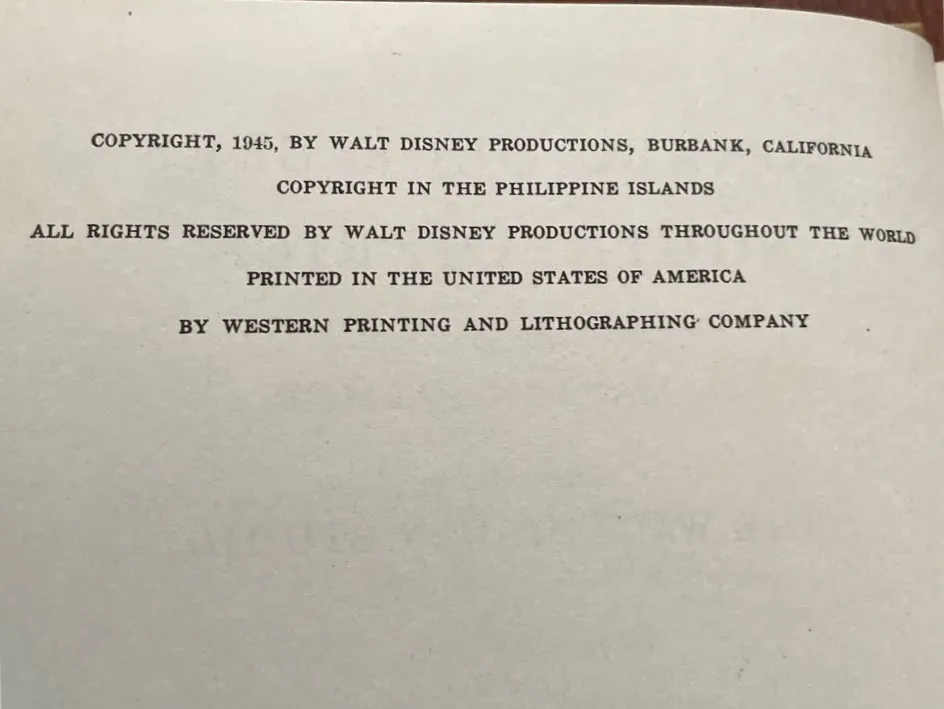 COPYRIGHT, 1945, BY WALT DISNEY PRODUCTIONS, BURBANK, CALIFORNIA
COPYRIGHT IN THE PHILIPPINE ISLANDS
ALL RIGHTS RESERVED BY WALT DISNEY PRODUCTIONS THROUGHOUT THE WORLD
PRINTED IN THE UNITED STATES OF AMERICA
BY WESTERN PRINTING AND LITHOGRAPHING COMPANY